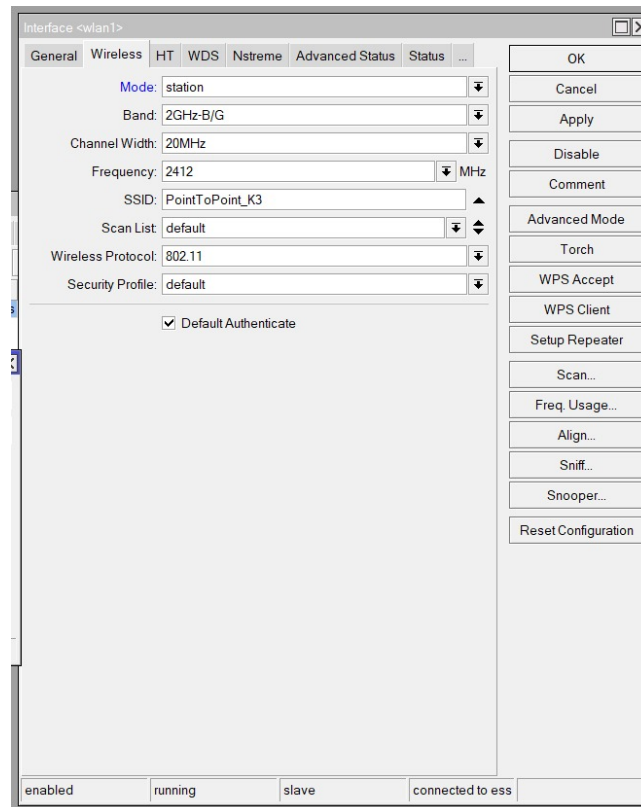 Interface <wlan1>
General Wireless HT WDS Nstreme Advanced Status Status ...
Mode: station
Band: 2GHz-B/G
Channel Width: 20MHz
Frequency: 2412 MHz
SSID: PointToPoint_K3
Scan List: default
Wireless Protocol: 802.11
Security Profile: default
Default Authenticate
OK
Cancel
Apply
Disable
Comment
Advanced Mode
Torch
WPS Accept
WPS Client
Setup Repeater
Scan...
Freq. Usage...
Align...
Sniff...
Snooper...
Reset Configuration
enabled running slave connected to ess